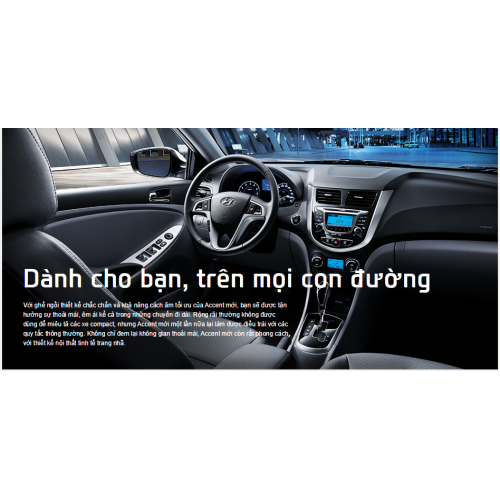 Dành cho bạn, trên mọi con đường
Với ghế ngồi thiết kế chắc chắn và khả năng cách âm tối ưu của Accent mới, bạn sẽ được tận
hưởng sự thoải mái, êm ái kể cả trong những chuyến đi dài. Rộng rãi thường không được
dùng để miêu tả các xe compact, nhưng Accent mới một lần nữa lại làm được điều trái với các
quy tắc thông thường. Không chỉ đem lại không gian thoải mái, Accent mới còn rất phong cách,
với thiết kế nội thất tinh tế trang nhã.